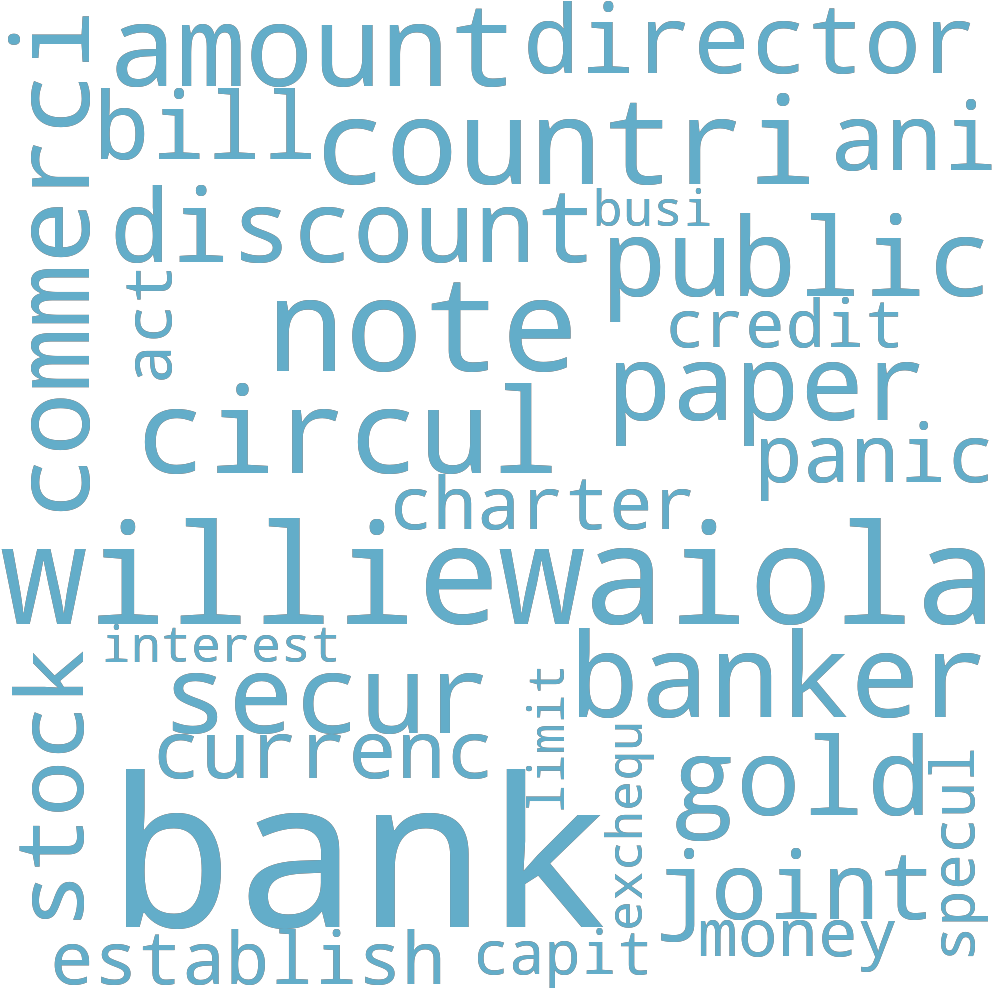 commerci
amount
director
bill
countri
ani
discount
busi
public
act
note
credit
paper
circul
panic
charter
williewaiola
interest
stock
secur
banker
limit
currenc
exchequ
gold
specul
bank
joint
money
establish
capit